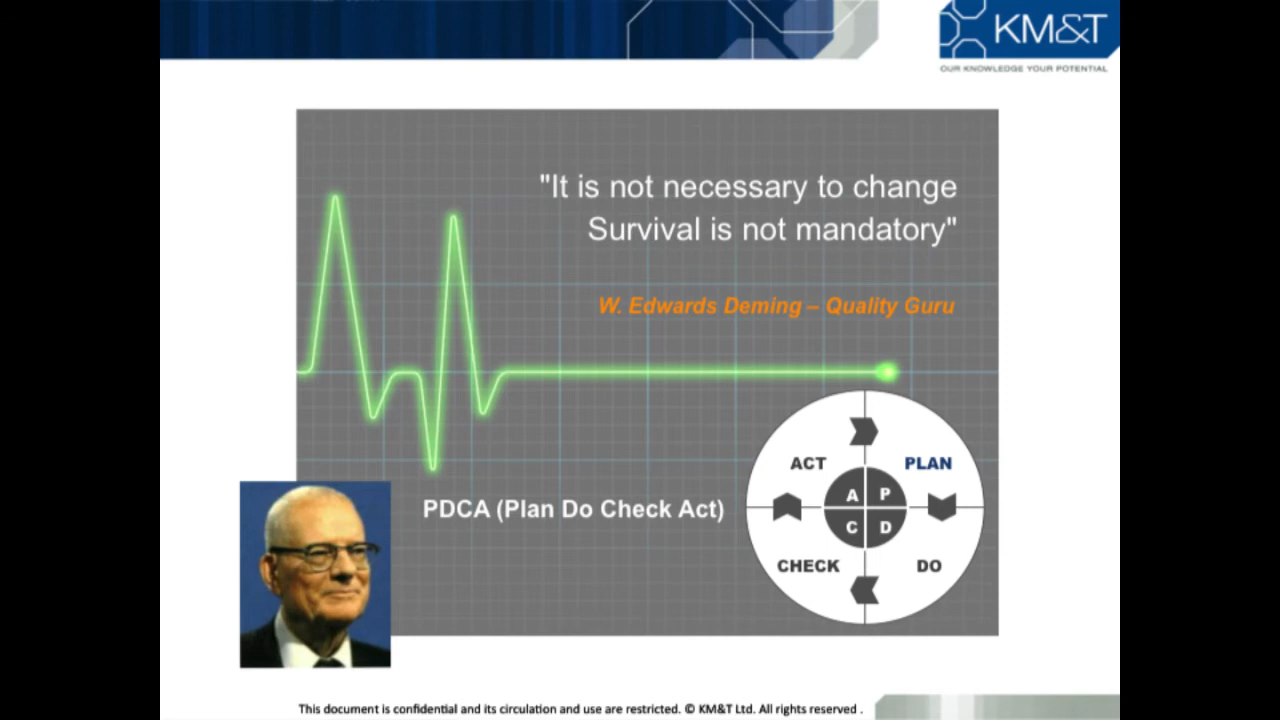 KM&T
OUR KNOWLEDGE YOUR POTENTIAL
"It is not necessary to change
Survival is not mandatory"
W. Edwards Deming – Quality Guru
PDCA (Plan Do Check Act)
ACT PLAN
A P
C D
CHECK DO
This document is confidential and its circulation and use are restricted. © KM&T Ltd. All rights reserved .